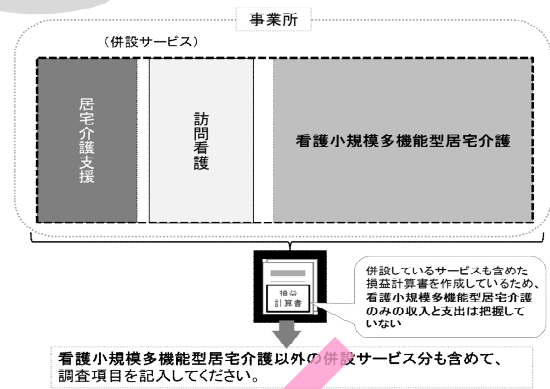 事業所
（併設サービス）
居宅介護支援
訪問看護
看護小規模多機能型居宅介護
損益
計算書
併設しているサービスも含めた
損益計算書を作成しているため、
看護小規模多機能型居宅介護
のみの収入と支出は把握して
いない
看護小規模多機能型居宅介護以外の併設サービス分も含めて、
調査項目を記入してください。